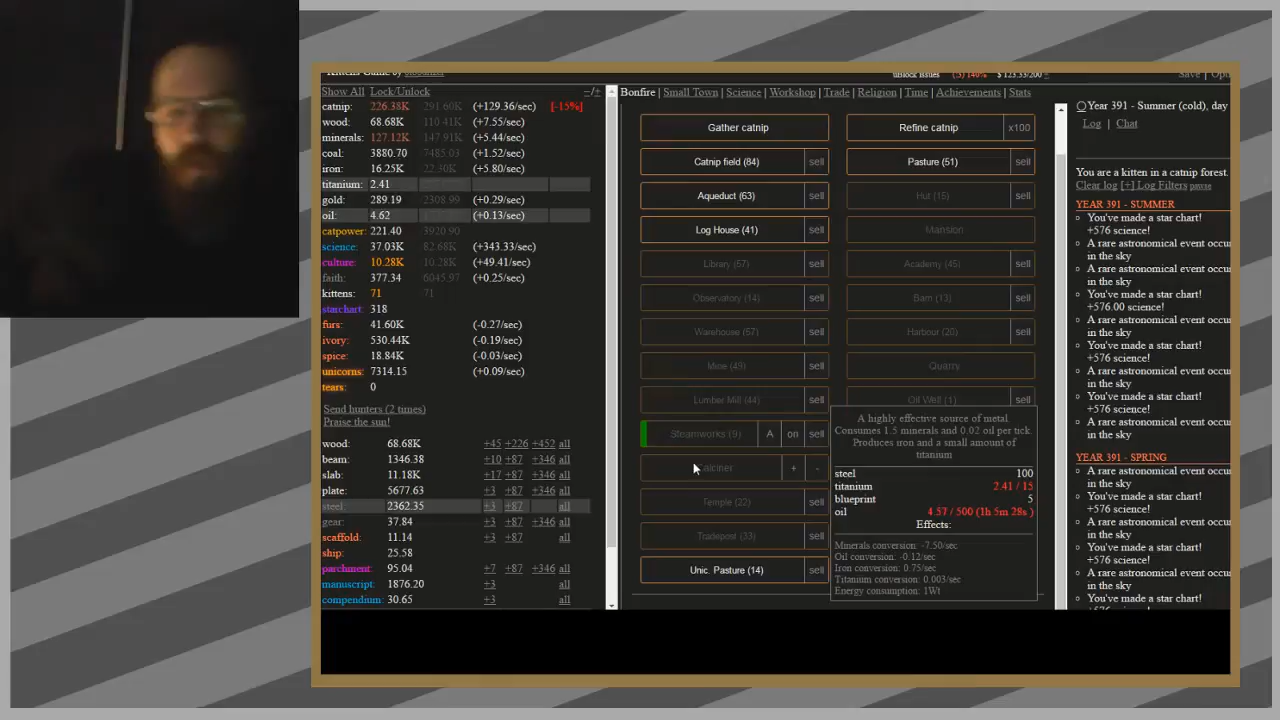 Kittens Game by
unlock issues (5) 140%
Save |
Show All Lock/Unlock −/+
catnip: 226.38K 291.60K (+129.36/sec) [-15%]
wood: 68.68K 110.41K (+7.55/sec)
minerals: 127.12K 147.91K (+5.44/sec)
coal: 3880.70 7485.03 (+1.52/sec)
iron: 16.25K 22.30K (+5.80/sec)
titanium: 2.41
gold: 289.19 2308.99 (+0.29/sec)
oil: 4.62 (+0.13/sec)
catpower: 221.40 3920.90
science: 37.03K 82.68K (+343.33/sec)
culture: 10.28K (+49.41/sec)
faith: 377.34 6045.97 (+0.25/sec)
kittens: 71 71
starchart: 318
furs: 41.60K (-0.27/sec)
ivory: 530.44K (-0.19/sec)
spice: 18.84K (-0.03/sec)
unicorns: 7314.15 (+0.09/sec)
tears: 0
Send hunters (2 times)
Praise the sun!
wood: 68.68K +45 +226 +452 all
beam: 1346.38 +10 +87 +346 all
slab: 11.18K +17 +87 +346 all
plate: 5677.63 +3 +87 +346 all
steel: 2362.35 +3 +87 all
gear: 37.84 +3 +87 +346 all
scaffold: 11.14 +3 +87 all
ship: 25.58
parchment: 95.04 +7 +87 +346 all
manuscript: 1876.20 +3 all
compendium: 30.65 +3 all
Bonfire | Small Town | Science | Workshop | Trade | Religion | Time | Achievements | Stats
Gather catnip
Refine catnip x100
Catnip field (84) sell
Pasture (51) sell
Aqueduct (63) sell
Hut (15) sell
Log House (41) sell
Mansion
Library (57) sell
Academy (45) sell
Observatory (14) sell
Barn (13) sell
Warehouse (57) sell
Harbour (20) sell
Mine (49) sell
Quarry
Lumber Mill (44) sell
Oil Well (1) sell
Steamworks (9) A on sell
Calciner + -
Temple (22) sell
Tradepost (33) sell
Unic. Pasture (14) sell
A highly effective source of metal.
Consumes 1.5 minerals and 0.02 oil per tick.
Produces iron and a small amount of
titanium
steel 100
titanium 2.41 / 15
blueprint 5
oil 4.57 / 500 (1h 5m 28s )
Effects:
Minerals conversion: -7.50/sec
Oil conversion: -0.12/sec
Iron conversion: 0.75/sec
Titanium conversion: 0.003/sec
Energy consumption: 1Wt
Year 391 - Summer (cold), day
Log | Chat
You are a kitten in a catnip forest.
Clear log [+] Log Filters pause
YEAR 391 - SUMMER
You've made a star chart!
+576 science!
A rare astronomical event occu
in the sky
A rare astronomical event occu
in the sky
You've made a star chart!
+576.00 science!
A rare astronomical event occu
in the sky
You've made a star chart!
+576 science!
A rare astronomical event occu
in the sky
You've made a star chart!
+576 science!
A rare astronomical event occu
in the sky
YEAR 391 - SPRING
A rare astronomical event occu
in the sky
You've made a star chart!
+576 science!
A rare astronomical event occu
in the sky
You've made a star chart!
+576 science!
A rare astronomical event occu
in the sky
You've made a star chart!